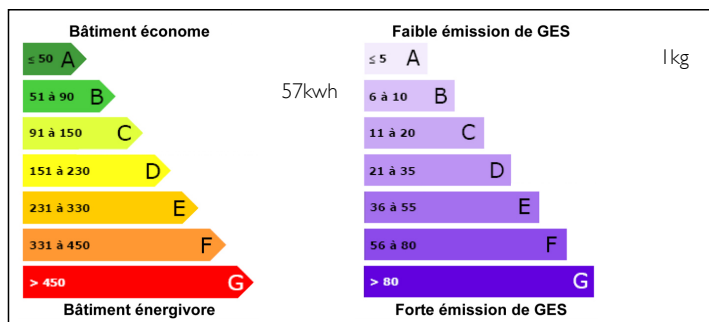 Bâtiment économe
≤ 50 A
51 à 90 B
91 à 150 C
151 à 230 D
231 à 330 E
331 à 450 F
> 450 G
Bâtiment énergivore
57kwh
Faible émission de GES
≤ 5 A
6 à 10 B
11 à 20 C
21 à 35 D
36 à 55 E
56 à 80 F
> 80 G
Forte émission de GES
1kg